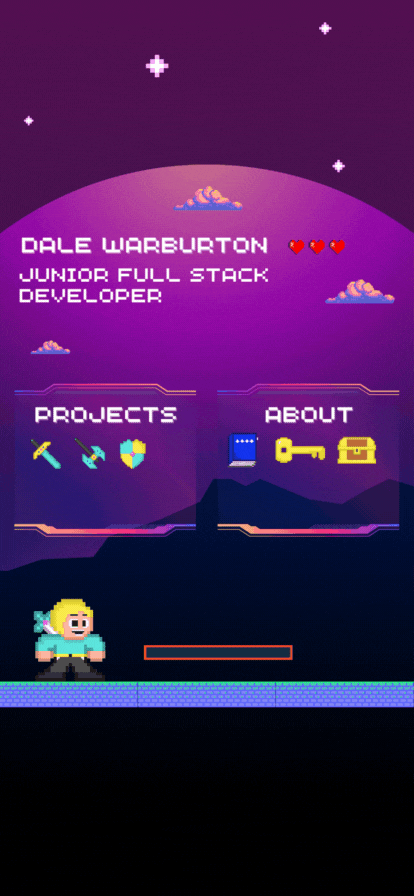 DALE WARBURTON
JUNIOR FULL STACK
DEVELOPER
PROJECTS
ABOUT